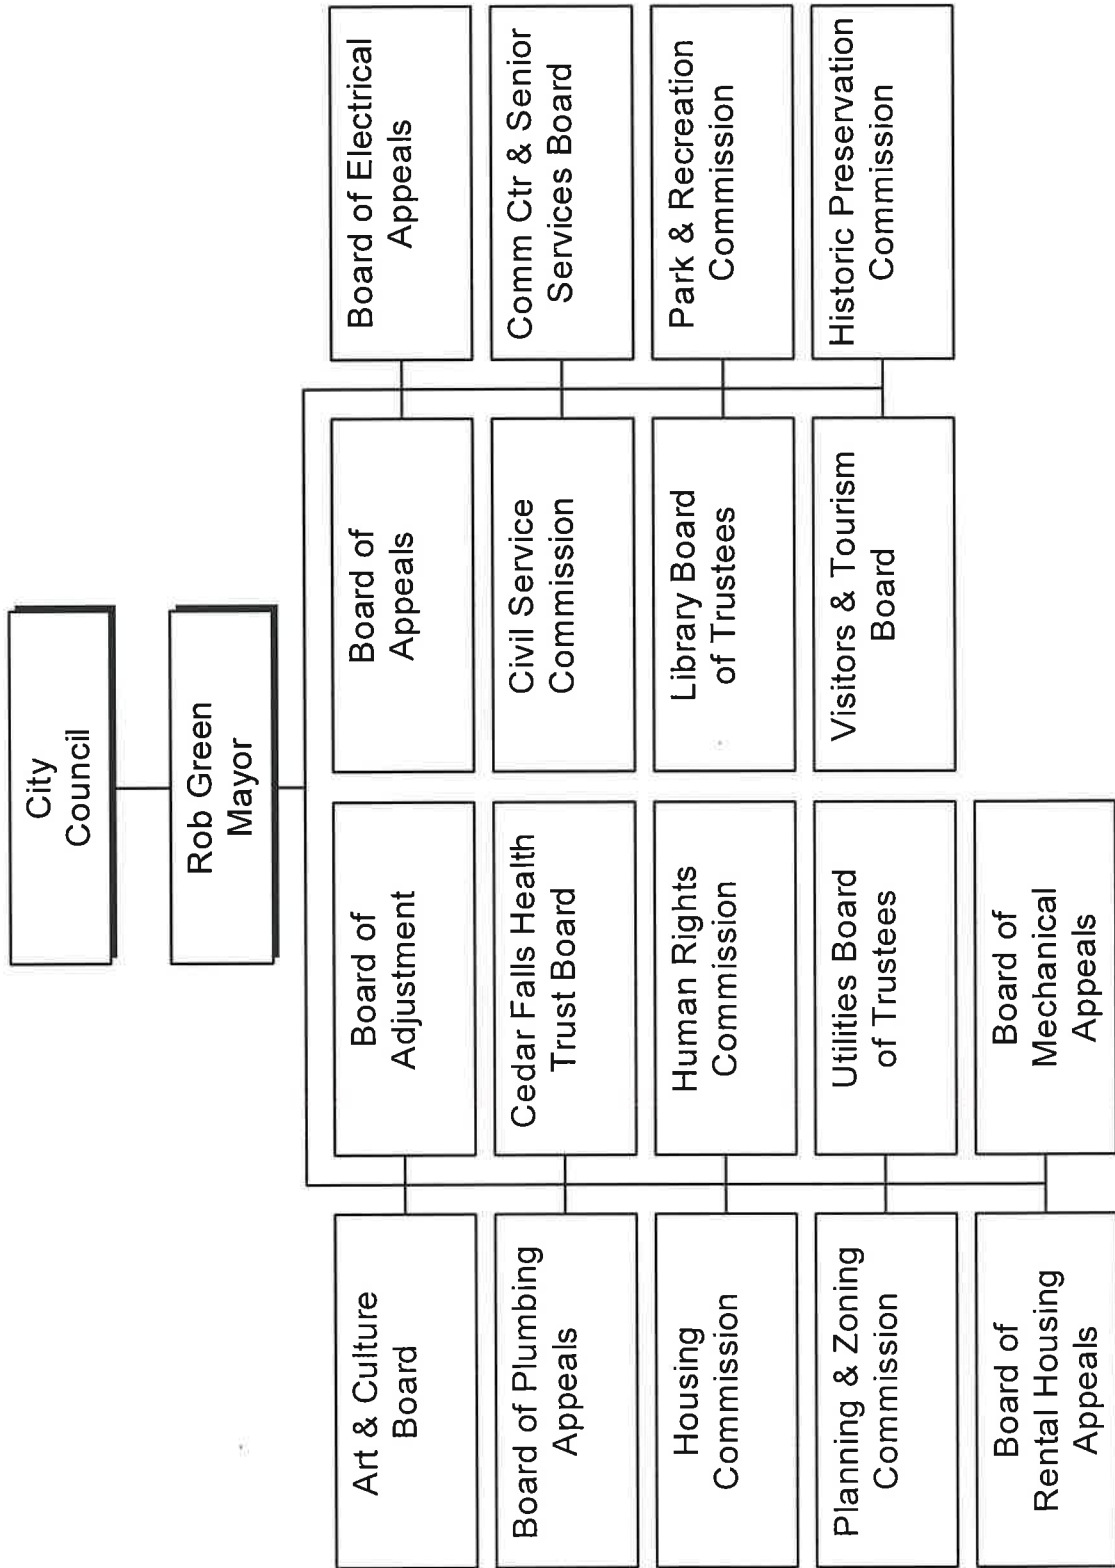 City
Council
Rob Green
Mayor
Art & Culture
Board
Board of
Adjustment
Board of
Appeals
Board of Electrical
Appeals
Board of Plumbing
Appeals
Cedar Falls Health
Trust Board
Civil Service
Commission
Comm Ctr & Senior
Services Board
Housing
Commission
Human Rights
Commission
Library Board
of Trustees
Park & Recreation
Commission
Planning & Zoning
Commission
Utilities Board
of Trustees
Visitors & Tourism
Board
Historic Preservation
Commission
Board of
Rental Housing
Appeals
Board of
Mechanical
Appeals